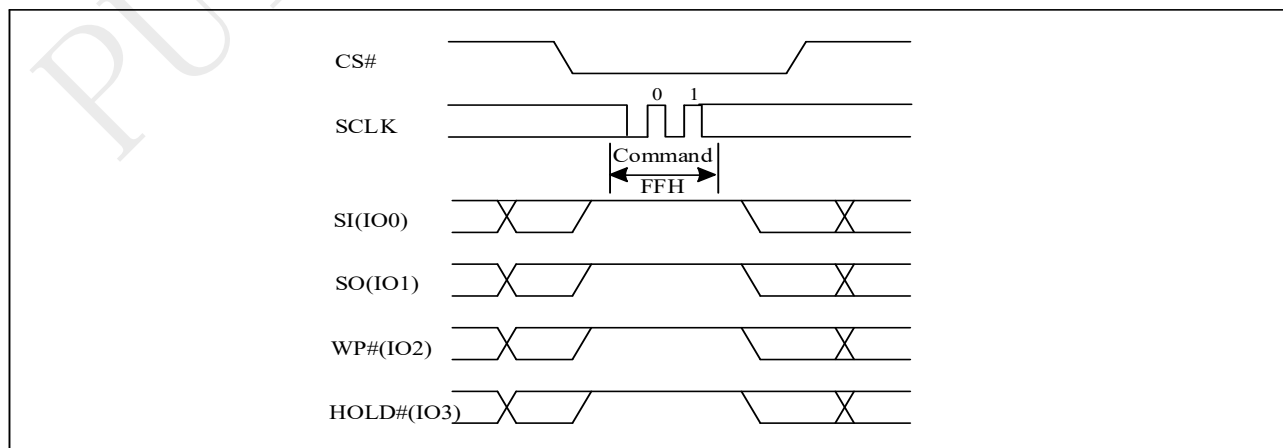 CS#
0 1
SCLK
Command
FFH
SI(IO0)
SO(IO1)
WP#(IO2)
HOLD#(IO3)